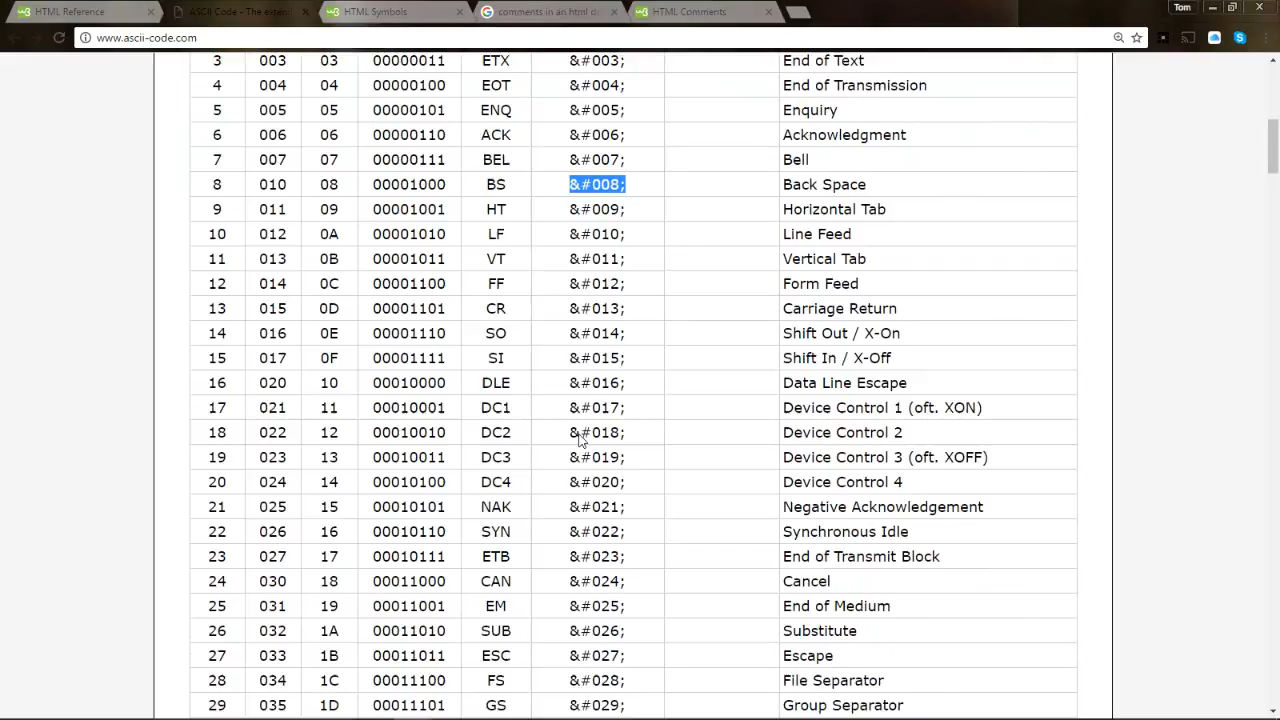 HTML Reference ASCII Code - The extend HTML Symbols comments in an html do HTML Comments Tom
www.ascii-code.com
3 003 03 00000011 ETX &#003; End of Text
4 004 04 00000100 EOT &#004; End of Transmission
5 005 05 00000101 ENQ &#005; Enquiry
6 006 06 00000110 ACK &#006; Acknowledgment
7 007 07 00000111 BEL &#007; Bell
8 010 08 00001000 BS &#008; Back Space
9 011 09 00001001 HT &#009; Horizontal Tab
10 012 0A 00001010 LF &#010; Line Feed
11 013 0B 00001011 VT &#011; Vertical Tab
12 014 0C 00001100 FF &#012; Form Feed
13 015 0D 00001101 CR &#013; Carriage Return
14 016 0E 00001110 SO &#014; Shift Out / X-On
15 017 0F 00001111 SI &#015; Shift In / X-Off
16 020 10 00010000 DLE &#016; Data Line Escape
17 021 11 00010001 DC1 &#017; Device Control 1 (oft. XON)
18 022 12 00010010 DC2 &#018; Device Control 2
19 023 13 00010011 DC3 &#019; Device Control 3 (oft. XOFF)
20 024 14 00010100 DC4 &#020; Device Control 4
21 025 15 00010101 NAK &#021; Negative Acknowledgement
22 026 16 00010110 SYN &#022; Synchronous Idle
23 027 17 00010111 ETB &#023; End of Transmit Block
24 030 18 00011000 CAN &#024; Cancel
25 031 19 00011001 EM &#025; End of Medium
26 032 1A 00011010 SUB &#026; Substitute
27 033 1B 00011011 ESC &#027; Escape
28 034 1C 00011100 FS &#028; File Separator
29 035 1D 00011101 GS &#029; Group Separator